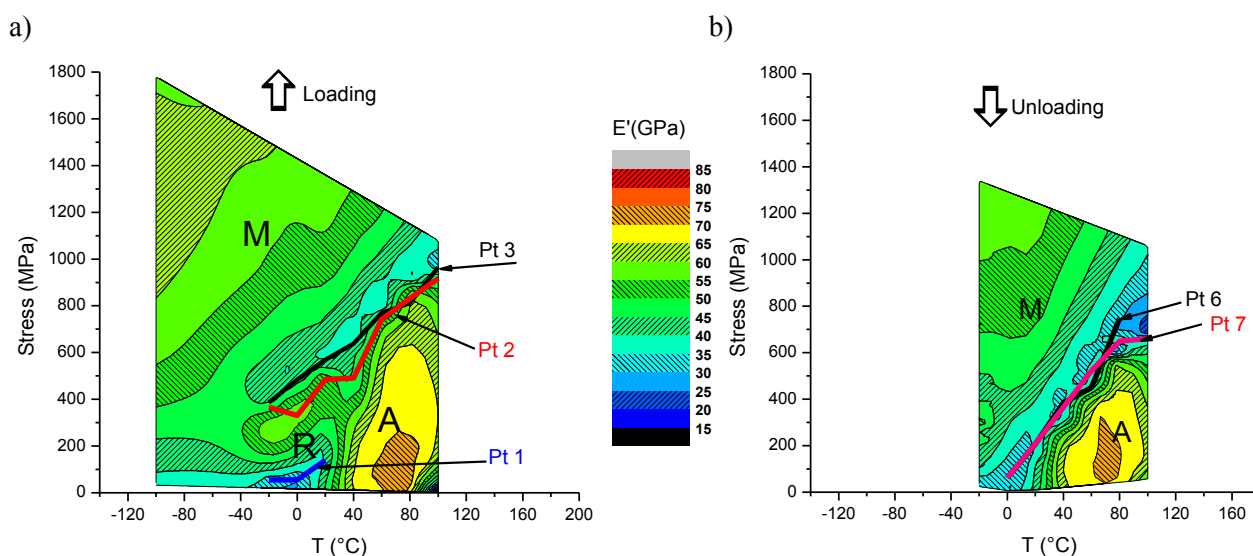 a)
Loading
1800
1600
1400
1200
1000
800
600
400
200
0
Stress (MPa)
M
R
A
Pt 3
Pt 2
Pt 1
-120 -80 -40 0 40 80 120 160 200
T (°C)
E'(GPa)
85
80
75
70
65
60
55
50
45
40
35
30
25
20
15
b)
Unloading
1800
1600
1400
1200
1000
800
600
400
200
0
Stress (MPa)
M
A
Pt 6
Pt 7
-120 -80 -40 0 40 80 120 160
T (°C)